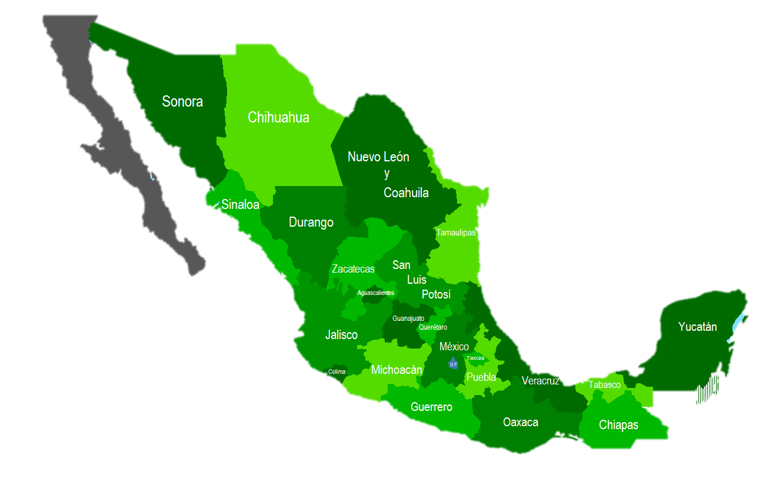 Sonora
Chihuahua
Nuevo León
y
Coahuila
Sinaloa
Durango
Tamaulipas
Zacatecas
San
Luis
Potosí
Aguascalientes
Guanajuato
Querétaro
Jalisco
México
Tlaxcala
D.F
Colima
Michoacán
Puebla
Veracruz
Tabasco
Yucatán
Guerrero
Oaxaca
Chiapas